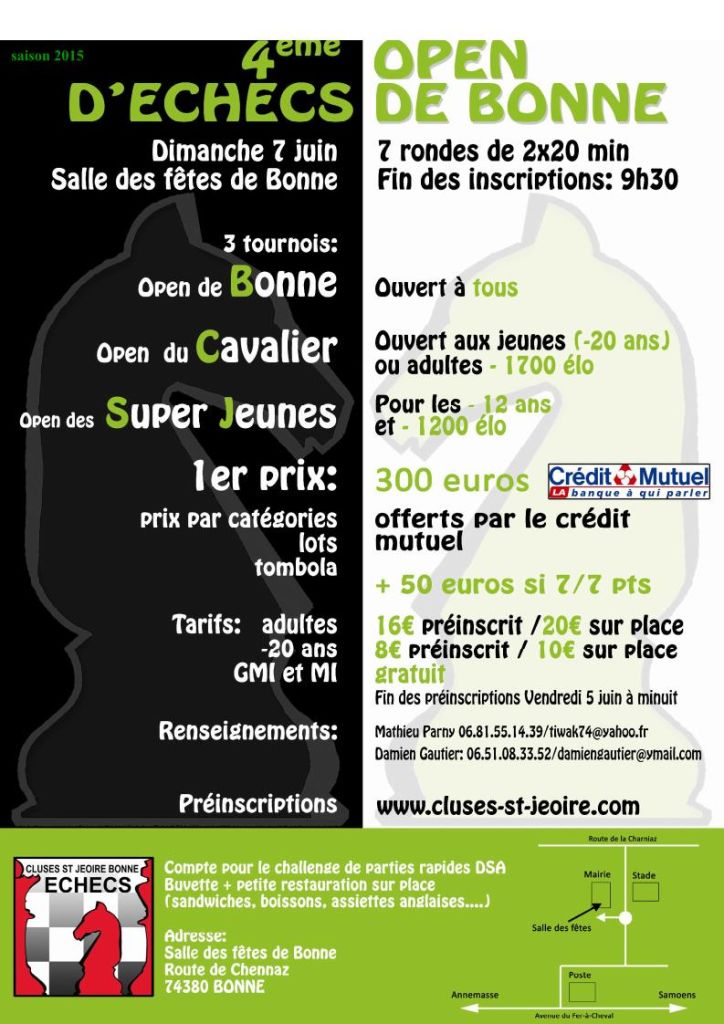 saison 2015
4ème OPEN
D'ECHECS DE BONNE
Dimanche 7 juin 7 rondes de 2x20 min
Salle des fêtes de Bonne Fin des inscriptions: 9h30
3 tournois:
Open de Bonne Ouvert à tous
Open du Cavalier Ouvert aux jeunes (-20 ans)
ou adultes - 1700 élo
Open des Super Jeunes Pour les - 12 ans
et - 1200 élo
1er prix: 300 euros Crédit Mutuel
LA banque à qui parler
prix par catégories offerts par le crédit
lots mutuel
tombola
+ 50 euros si 7/7 pts
Tarifs: adultes 16€ préinscrit /20€ sur place
-20 ans 8€ préinscrit / 10€ sur place
GMI et MI gratuit
Fin des préinscriptions Vendredi 5 juin à minuit
Renseignements: Mathieu Parny 06.81.55.14.39/tiwak74@yahoo.fr
Damien Gautier: 06.51.08.33.52/damiengautier@ymail.com
Préinscriptions www.cluses-st-jeoire.com
CLUSES ST JEOIRE BONNE
ECHECS
Compte pour le challenge de parties rapides DSA
Buvette + petite restauration sur place
(sandwiches, boissons, assiettes anglaises....)
Adresse:
Salle des fêtes de Bonne
Route de Chennaz
74380 BONNE
Route de la Charniaz
Mairie Stade
Salle des fêtes
Poste
Annemasse Samoens
Avenue du Fer-à-Cheval